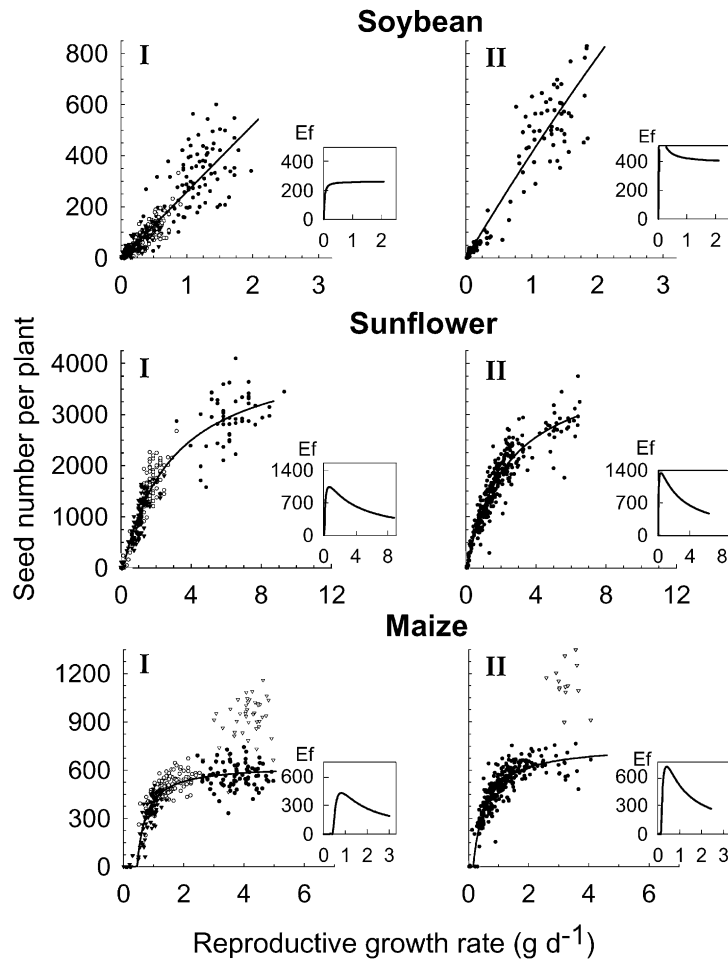 Soybean
I
800
600
400
200
0
0 1 2 3
Ef
400
200
0
0 1 2
II
0 1 2 3
Ef
400
200
0
0 1 2
Sunflower
I
4000
3000
2000
1000
0
0 4 8 12
Ef
1400
700
0
0 4 8
II
0 4 8 12
Ef
1400
700
0
0 4 8
Maize
I
1200
900
600
300
0
0 2 4 6
Ef
600
300
0
0 1 2 3
II
0 2 4 6
Ef
600
300
0
0 1 2 3
Seed number per plant
Reproductive growth rate (g d-1)